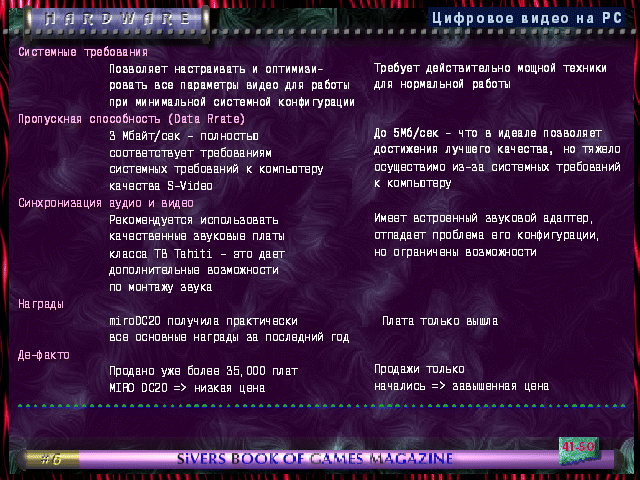 HARDWARE
Цифровое видео на PC
Системные требования
Позволяет настраивать и оптимизи-
ровать все параметры видео для работы
при минимальной системной конфигурации
Требует действительно мощной техники
для нормальной работы
Пропускная способность (Data Rrate)
3 Мбайт/сек - полностью
соответствует требованиям
системных требований к компьютеру
качества S-Video
До 5Мб/сек - что в идеале позволяет
достижения лучшего качества, но тяжело
осуществимо из-за системных требований
к компьютеру
Синхронизация аудио и видео
Рекомендуется использовать
качественные звуковые платы
класса ТВ Tahiti - это дает
дополнительные возможности
по монтажу звука
Имеет встроенный звуковой адаптер,
отпадает проблема его конфигурации,
но ограничены возможности
Награды
miroDC20 получила практически
все основные награды за последний год
Плата только вышла
Де-факто
Продано уже более 35,000 плат
MIRO DC20 => низкая цена
Продажи только
начались => завышенная цена
#6
SIVERS BOOK OF GAMES MAGAZINE
41-50